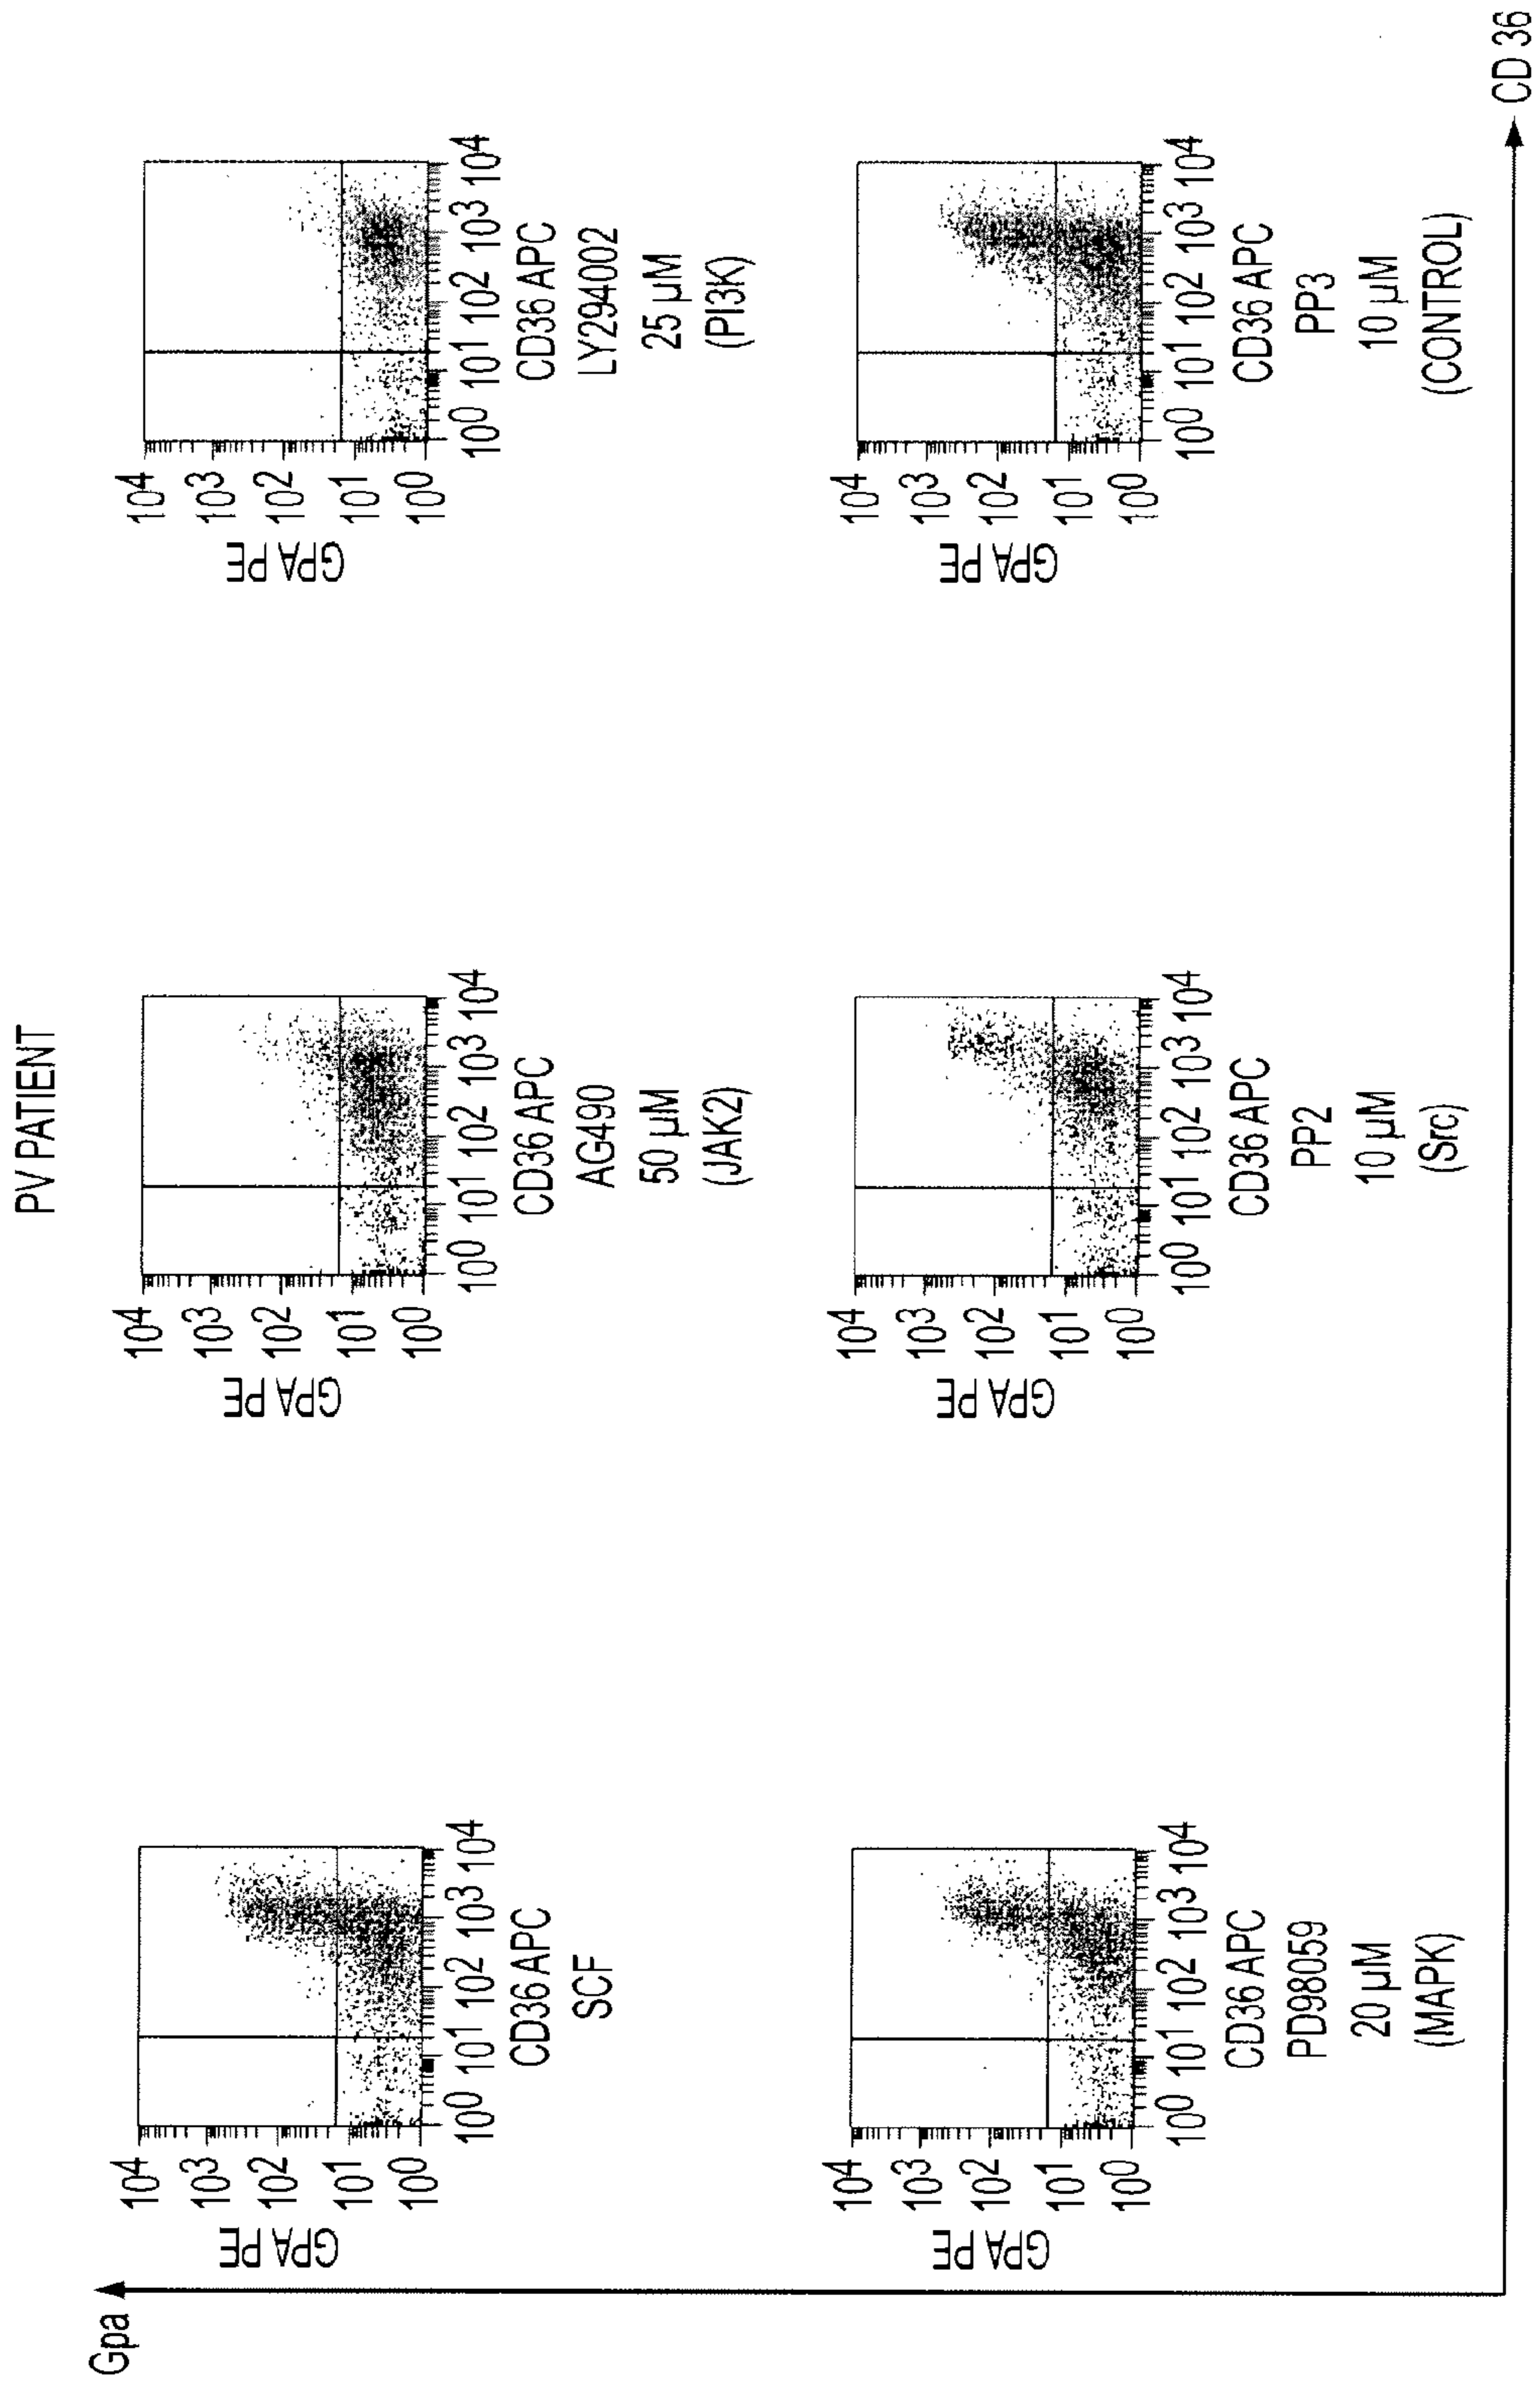 PV PATIENT
Gpa
GPA PE
10⁴
10³
10²
10¹
10⁰
10⁰ 10¹ 10² 10³ 10⁴
CD36 APC
SCF
GPA PE
10⁴
10³
10²
10¹
10⁰
10⁰ 10¹ 10² 10³ 10⁴
CD36 APC
AG490
50 µM
(JAK2)
GPA PE
10⁴
10³
10²
10¹
10⁰
10⁰ 10¹ 10² 10³ 10⁴
CD36 APC
LY294002
25 µM
(PI3K)
GPA PE
10⁴
10³
10²
10¹
10⁰
10⁰ 10¹ 10² 10³ 10⁴
CD36 APC
PD98059
20 µM
(MAPK)
GPA PE
10⁴
10³
10²
10¹
10⁰
10⁰ 10¹ 10² 10³ 10⁴
CD36 APC
PP2
10 µM
(Src)
GPA PE
10⁴
10³
10²
10¹
10⁰
10⁰ 10¹ 10² 10³ 10⁴
CD36 APC
PP3
10 µM
(CONTROL)
CD 36